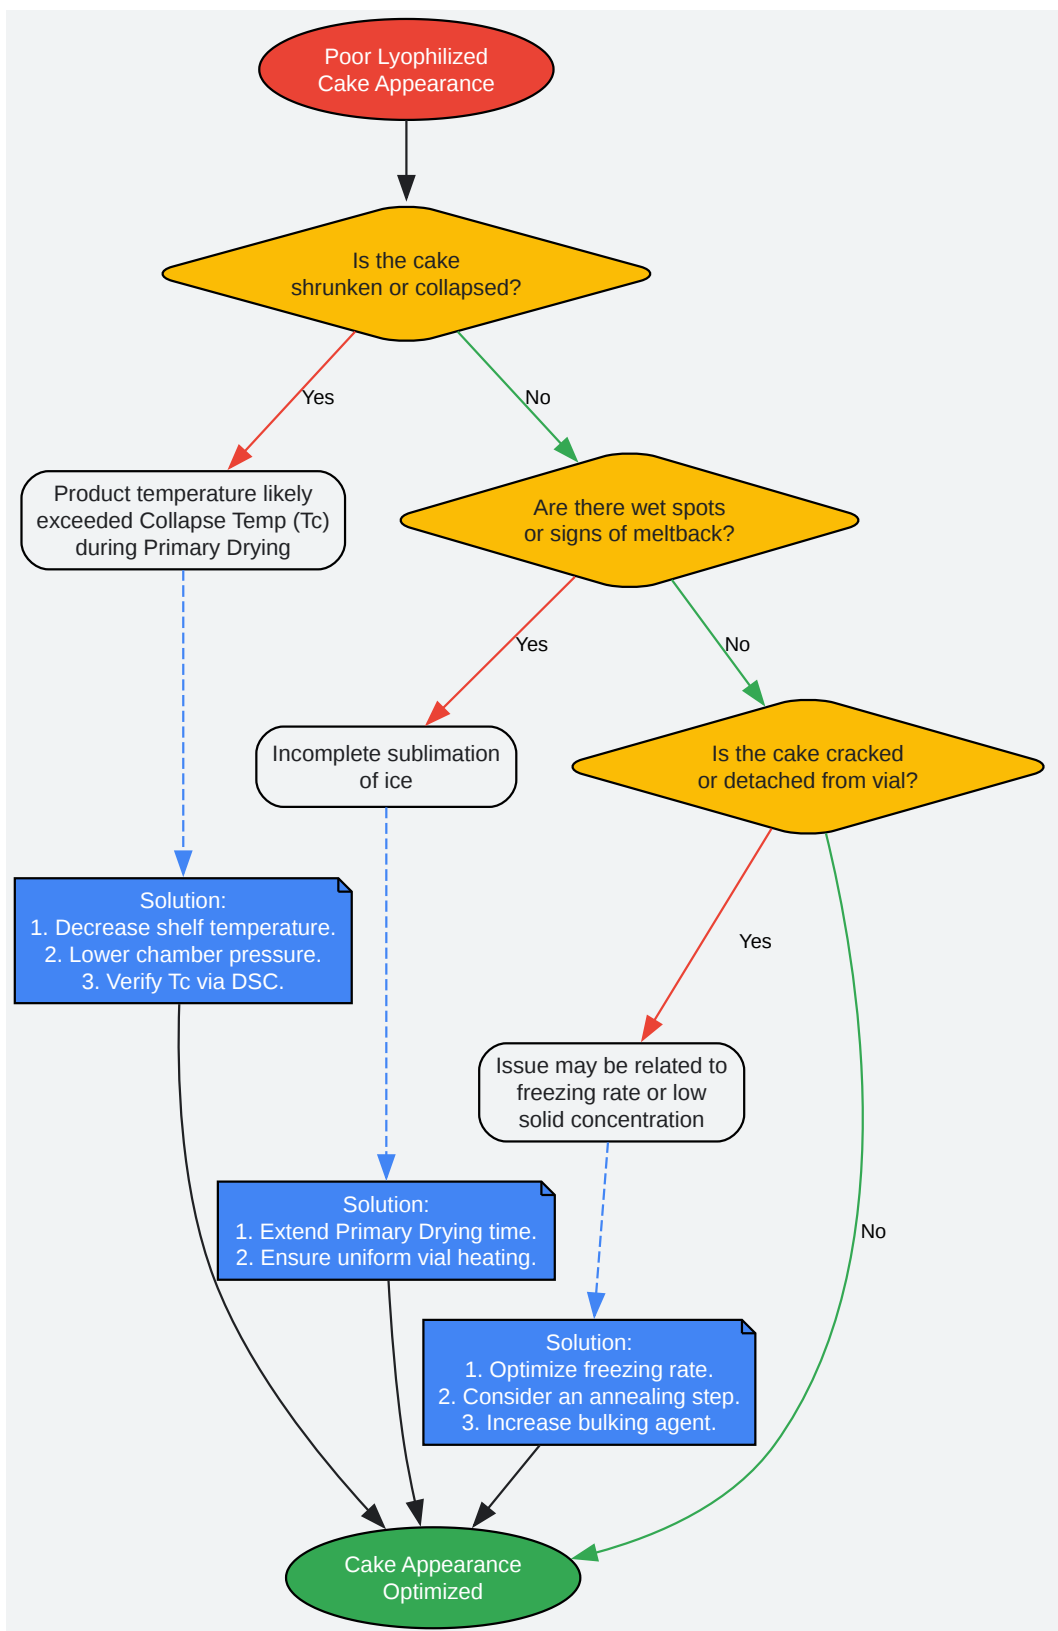 Poor Lyophilized
Cake Appearance
Is the cake
shrunken or collapsed?
Yes
No
Product temperature likely
exceeded Collapse Temp (Tc)
during Primary Drying
Are there wet spots
or signs of meltback?
Yes
No
Incomplete sublimation
of ice
Is the cake cracked
or detached from vial?
Solution:
1. Decrease shelf temperature.
2. Lower chamber pressure.
3. Verify Tc via DSC.
Yes
Issue may be related to
freezing rate or low
solid concentration
Solution:
1. Extend Primary Drying time.
2. Ensure uniform vial heating.
No
Solution:
1. Optimize freezing rate.
2. Consider an annealing step.
3. Increase bulking agent.
Cake Appearance
Optimized